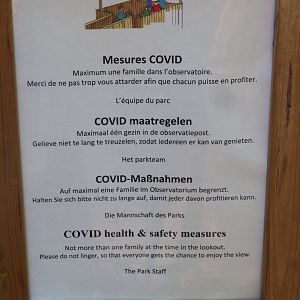 Mesures COVID
Maximum une famille dans l'observatoire.
Merci de ne pas trop vous attarder afin que chacun puisse en profiter.
L'équipe du parc
COVID maatregelen
Maximaal één gezin in de observatiepost.
Gelieve niet te lang te treuzelen, zodat iedereen er kan van genieten.
Het parkteam
COVID-Maßnahmen
Auf maximal eine Familie im Observatorium begrenzt.
Halten Sie sich bitte nicht zu lange auf, damit jeder davon profitieren kann.
Die Mannschaft des Parks
COVID health & safety measures
Not more than one family at the time in the lookout.
Please do not longer, so that everyone gets the chance to enjoy the view.
The Park Staff